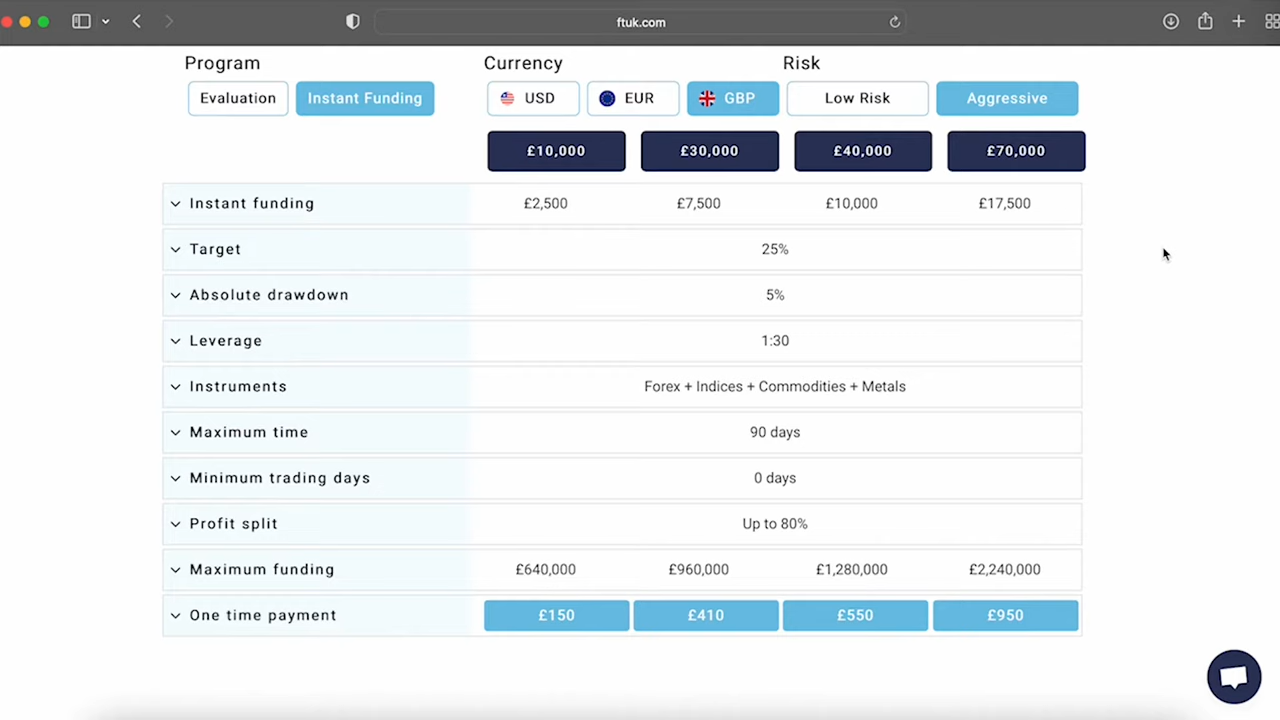 ftuk.com
Program Currency Risk
Evaluation Instant Funding USD EUR GBP Low Risk Aggressive
£10,000 £30,000 £40,000 £70,000
Instant funding £2,500 £7,500 £10,000 £17,500
Target 25%
Absolute drawdown 5%
Leverage 1:30
Instruments Forex + Indices + Commodities + Metals
Maximum time 90 days
Minimum trading days 0 days
Profit split Up to 80%
Maximum funding £640,000 £960,000 £1,280,000 £2,240,000
One time payment £150 £410 £550 £950